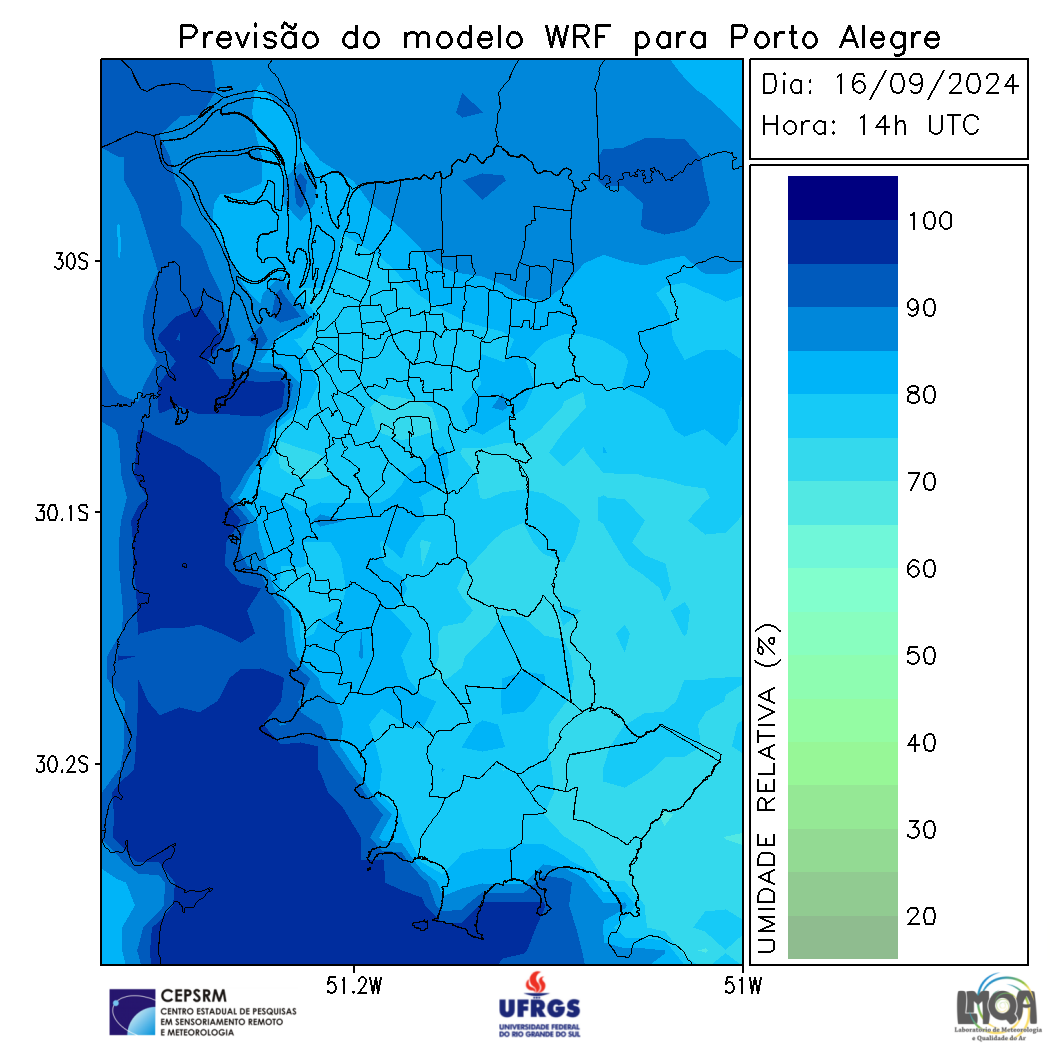 Previsão do modelo WRF para Porto Alegre
Dia: 16/09/2024
Hora: 14h UTC
100
90
80
70
60
50
40
30
20
UMIDADE RELATIVA (%)
30S
30.1S
30.2S
51.2W
51W
CEPSRM
CENTRO ESTADUAL DE PESQUISAS
EM SENSORIAMENTO REMOTO
E METEOROLOGIA
UFRGS
UNIVERSIDADE FEDERAL
DO RIO GRANDE DO SUL
LMQA
Laboratório de Meteorologia
e Qualidade do Ar